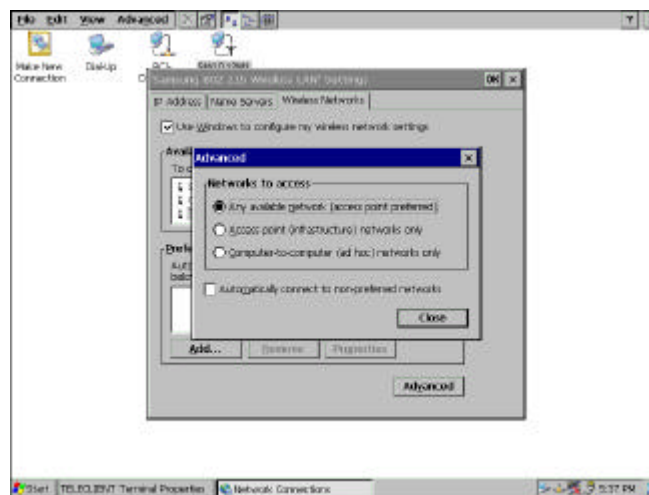 File Edit View Advanced
Make New Connection
DialUp
Samsung 802.11b Wireless LAN* Settings OK
IP Address Name Servers Wireless Networks
Use Windows to configure my wireless network settings
Advanced
To c
Networks to access
Any available network (access point preferred)
Access point (infrastructure) networks only
Computer-to-computer (ad hoc) networks only
Automatically connect to non-preferred networks
Close
Add... Remove Properties
Advanced
Start TELECLIENT Terminal Properties Network Connections 5:37 PM